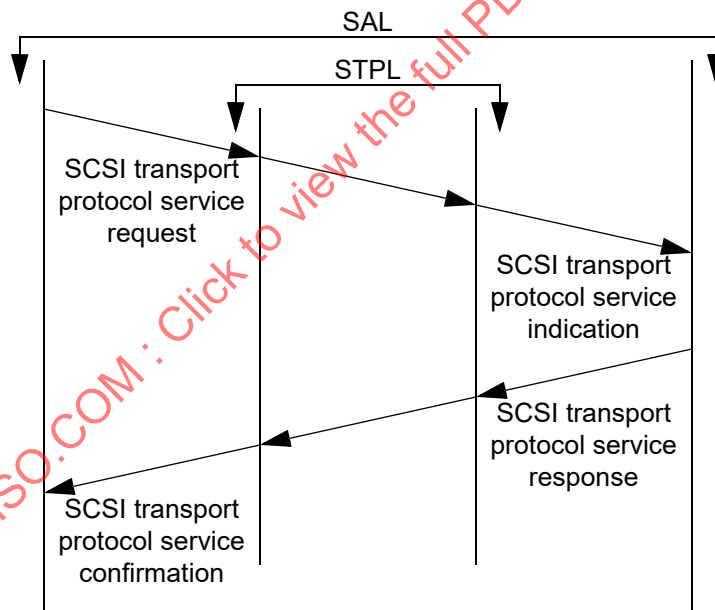 SAL
STPL
SCSI transport
protocol service
request
SCSI transport
protocol service
indication
SCSI transport
protocol service
response
SCSI transport
protocol service
confirmation
SO.COM : Click to view the full